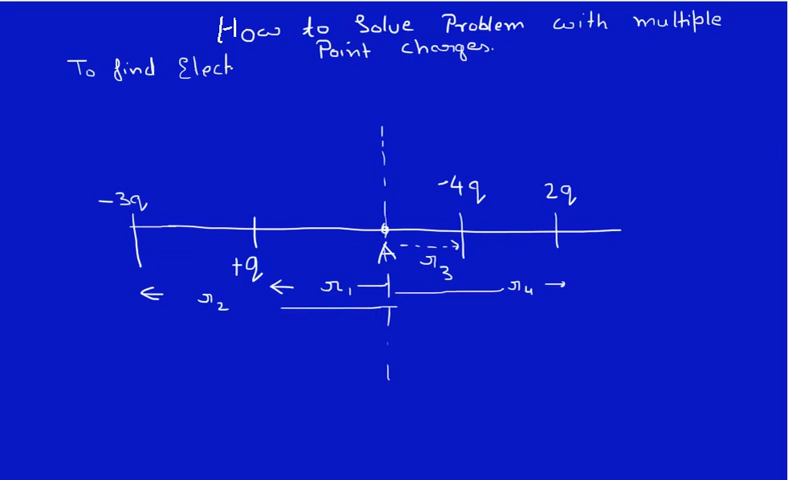 How to Solve Problem with multiple
Point charges.
To find Elect
-3q
+q
A
-4q
2q
r3
r2
r1
r4